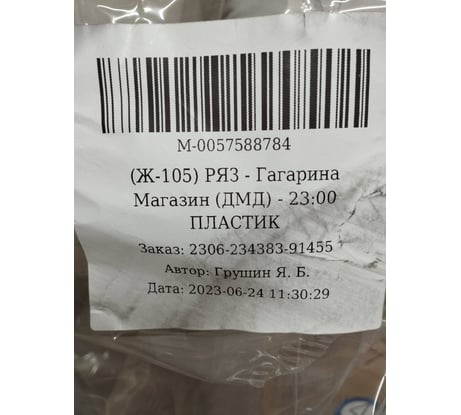 М-0057588784
(Ж-105) РЯЗ - Гагарина
Магазин (ДМД) - 23:00
ПЛАСТИК
Заказ: 2306-234383-91455
Автор: Грушин Я. Б.
Дата: 2023-06-24 11:30:29